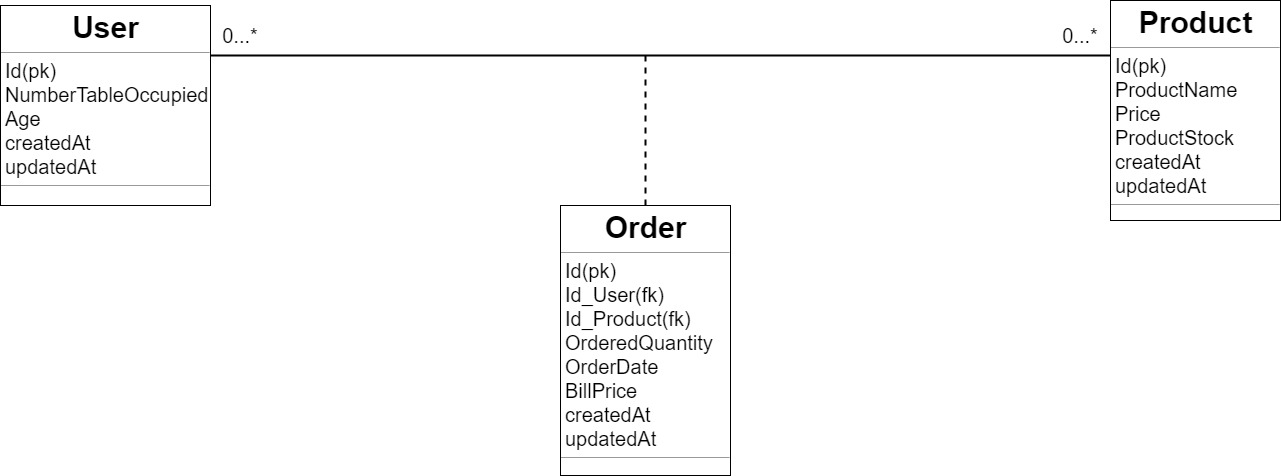 User
Id(pk)
NumberTableOccupied
Age
createdAt
updatedAt
0...*
0...*
Product
Id(pk)
ProductName
Price
ProductStock
createdAt
updatedAt
Order
Id(pk)
Id_User(fk)
Id_Product(fk)
OrderedQuantity
OrderDate
BillPrice
createdAt
updatedAt